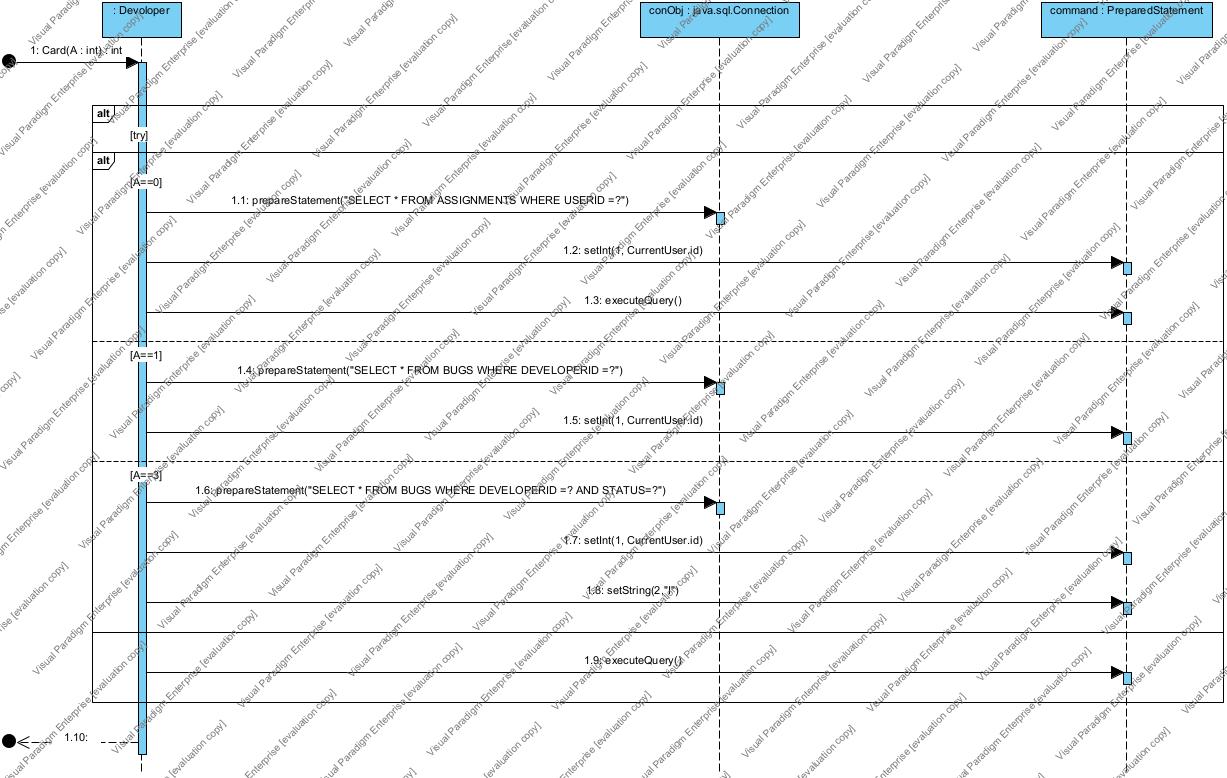 : Devoloper
conObj : java.sql.Connection
command : PreparedStatement
1: Card(A : int) : int
alt
[try]
alt
[A==0]
1.1: prepareStatement("SELECT * FROM ASSIGNMENTS WHERE USERID =?")
1.2: setInt(1, CurrentUser.id)
1.3: executeQuery()
[A==1]
1.4: prepareStatement("SELECT * FROM BUGS WHERE DEVELOPERID =?")
1.5: setInt(1, CurrentUser.id)
[A==3]
1.6: prepareStatement("SELECT * FROM BUGS WHERE DEVELOPERID =? AND STATUS=?")
1.7: setInt(1, CurrentUser.id)
1.8: setString(2,"I")
1.9: executeQuery()
1.10:
Visual Paradigm Enterprise [evaluation copy]